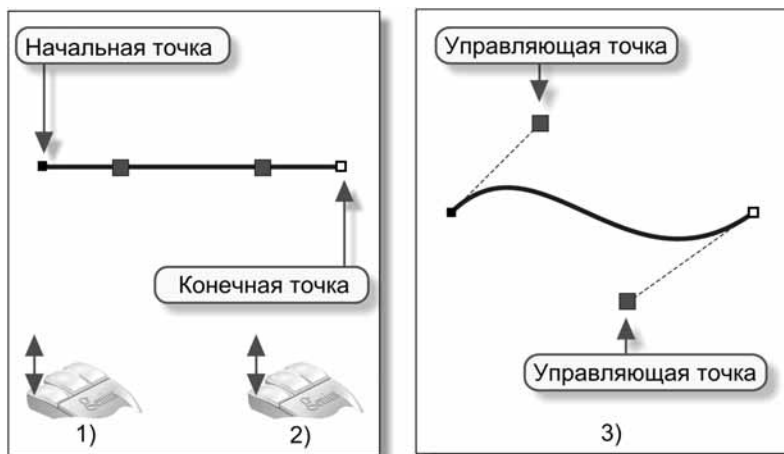 Начальная точка
Конечная точка
1)
2)
Управляющая точка
Управляющая точка
3)